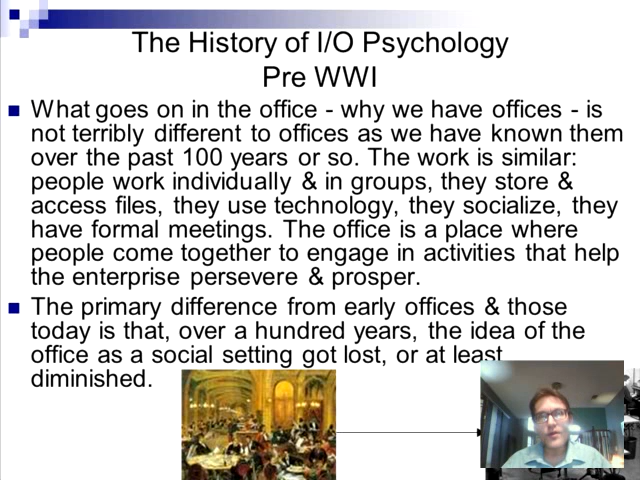 The History of I/O Psychology
Pre WWI
What goes on in the office - why we have offices - is
not terribly different to offices as we have known them
over the past 100 years or so. The work is similar:
people work individually & in groups, they store &
access files, they use technology, they socialize, they
have formal meetings. The office is a place where
people come together to engage in activities that help
the enterprise persevere & prosper.
The primary difference from early offices & those
today is that, over a hundred years, the idea of the
office as a social setting got lost, or at least
diminished.